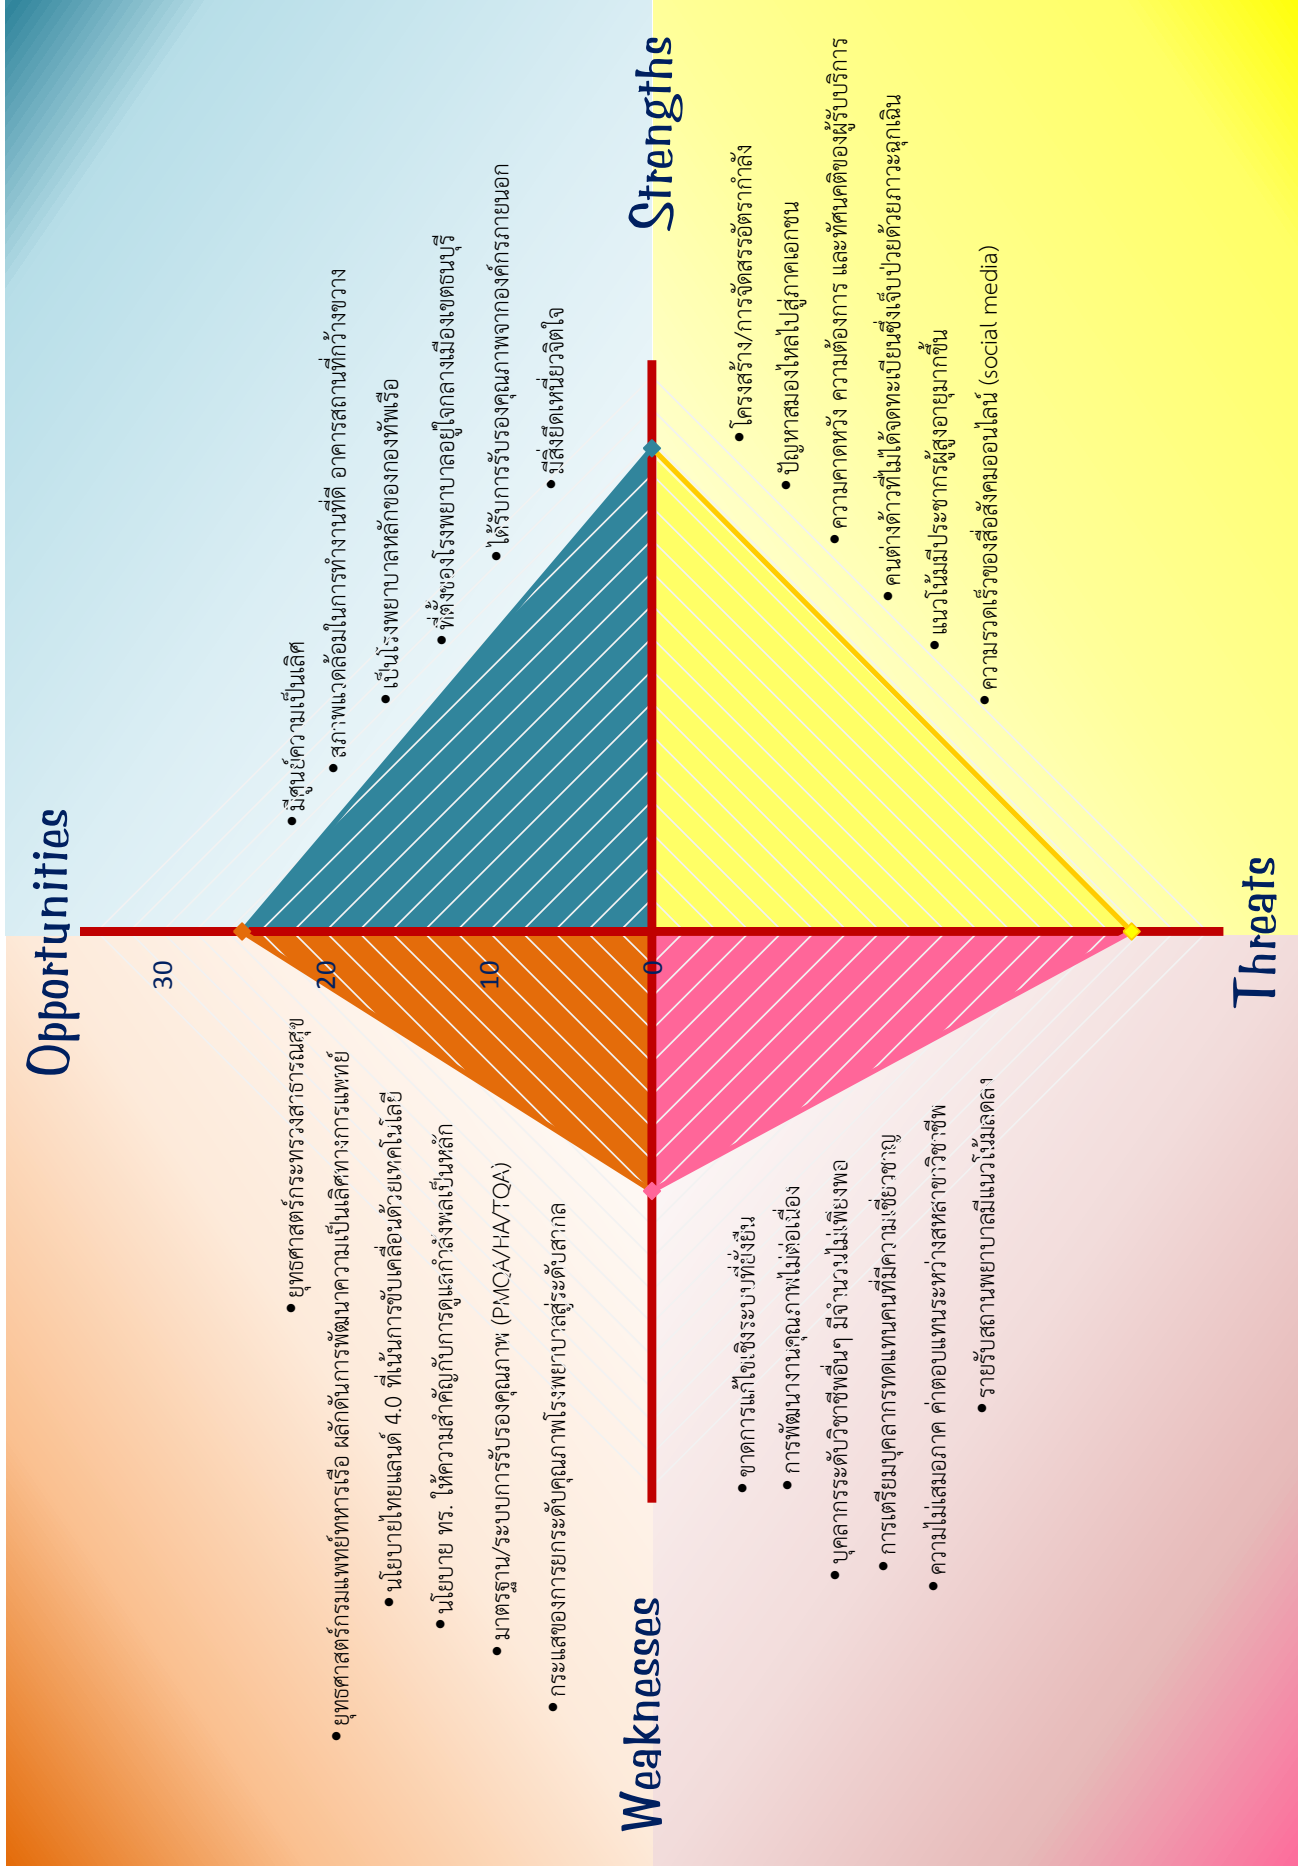 Opportunities
Strengths
Threats
Weaknesses
30
20
10
0
• มีศูนย์ความเป็นเลิศ
• สภาพแวดล้อมในการทำงานที่ดี อาคารสถานที่กว้างขวาง
• เป็นโรงพยาบาลหลักของกองทัพเรือ
• ที่ตั้งของโรงพยาบาลอยู่ใจกลางเมืองเขตธนบุรี
• ได้รับการรับรองคุณภาพจากองค์กรภายนอก
• มีสิ่งยึดเหนี่ยวจิตใจ
• โครงสร้าง/การจัดสรรอัตรากำลัง
• ปัญหาสมองไหลไปสู่ภาคเอกชน
• ความคาดหวัง ความต้องการ และทัศนคติของผู้รับบริการ
• คนต่างด้าวที่ไม่ได้จดทะเบียนซึ่งเจ็บป่วยด้วยภาวะฉุกเฉิน
• แนวโน้มมีประชากรผู้สูงอายุมากขึ้น
• ความรวดเร็วของสื่อสังคมออนไลน์ (social media)
• ยุทธศาสตร์กระทรวงสาธารณสุข
• ยุทธศาสตร์กรมแพทย์ทหารเรือ ผลักดันการพัฒนาความเป็นเลิศทางการแพทย์
• นโยบายไทยแลนด์ 4.0 ที่เน้นการขับเคลื่อนด้วยเทคโนโลยี
• นโยบาย ทร. ให้ความสำคัญกับการดูแลกำลังพลเป็นหลัก
• มาตรฐาน/ระบบการรับรองคุณภาพ (PMQA/HA/TQA)
• กระแสของการยกระดับคุณภาพโรงพยาบาลสู่ระดับสากล
• ขาดการแก้ไขเชิงระบบที่ยั่งยืน
• การพัฒนางานคุณภาพไม่ต่อเนื่อง
• บุคลากรระดับวิชาชีพอื่นๆ มีจำนวนไม่เพียงพอ
• การเตรียมบุคลากรทดแทนคนที่มีความเชี่ยวชาญ
• ความไม่เสมอภาค ค่าตอบแทนระหว่างสหสาขาวิชาชีพ
• รายรับสถานพยาบาลมีแนวโน้มลดลง